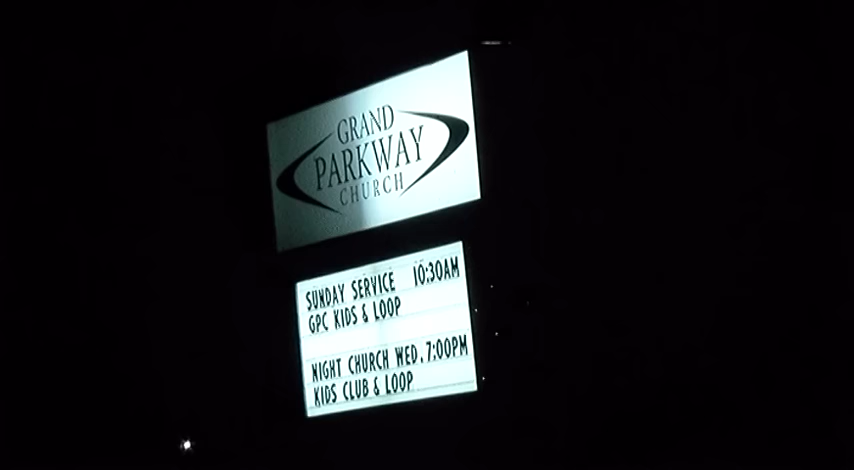 GRAND
PARKWAY
CHURCH
SUNDAY SERVICE 10:30AM
GPC KIDS & LOOP
NIGHT CHURCH WED. 7:00PM
KIDS CLUB & LOOP